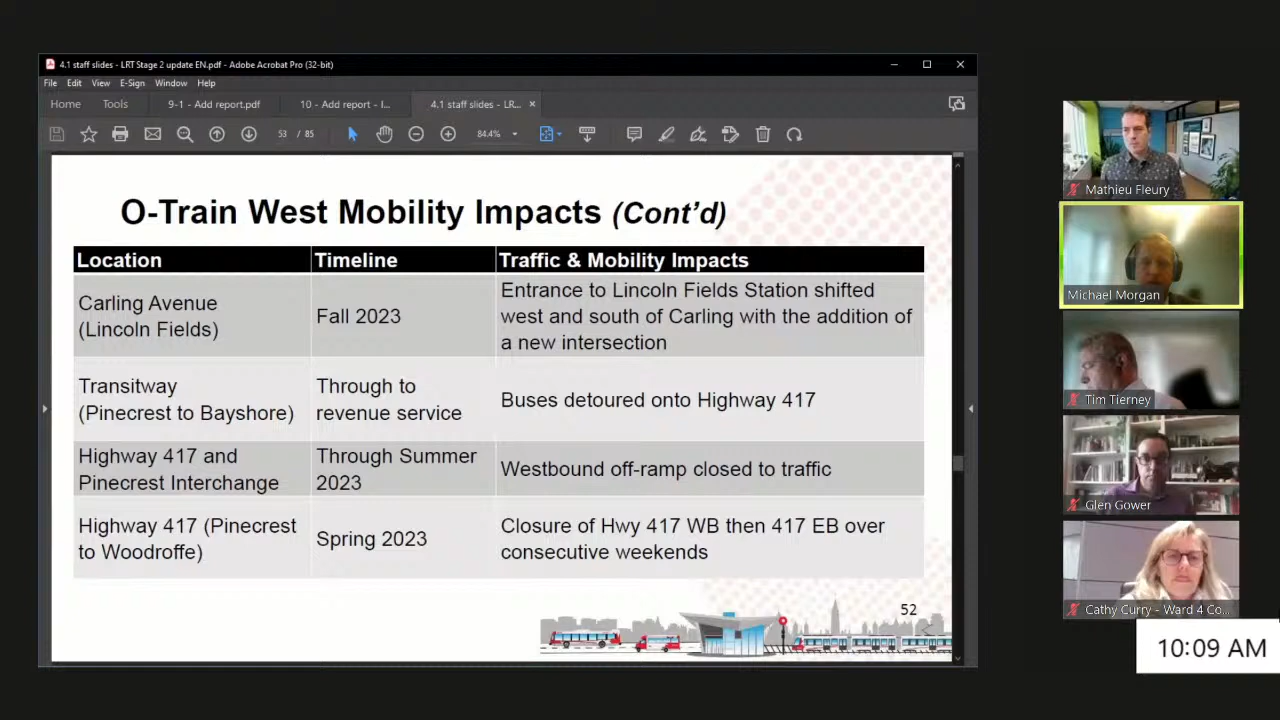 4.1 staff slides - LRT Stage 2 update EN.pdf - Adobe Acrobat Pro (32-bit)
File Edit View E-Sign Window Help
Home Tools 9-1 - Add report.pdf 10 - Add report - I... 4.1 staff slides - LR...
53 / 85 84.4%
O-Train West Mobility Impacts (Cont'd)
Location Timeline Traffic & Mobility Impacts
Carling Avenue
(Lincoln Fields)
Fall 2023
Entrance to Lincoln Fields Station shifted
west and south of Carling with the addition of
a new intersection
Transitway
(Pinecrest to Bayshore)
Through to
revenue service
Buses detoured onto Highway 417
Highway 417 and
Pinecrest Interchange
Through Summer
2023
Westbound off-ramp closed to traffic
Highway 417 (Pinecrest
to Woodroffe)
Spring 2023
Closure of Hwy 417 WB then 417 EB over
consecutive weekends
52
Mathieu Fleury
Michael Morgan
Tim Tierney
Glen Gower
Cathy Curry - Ward 4 Co...
10:09 AM